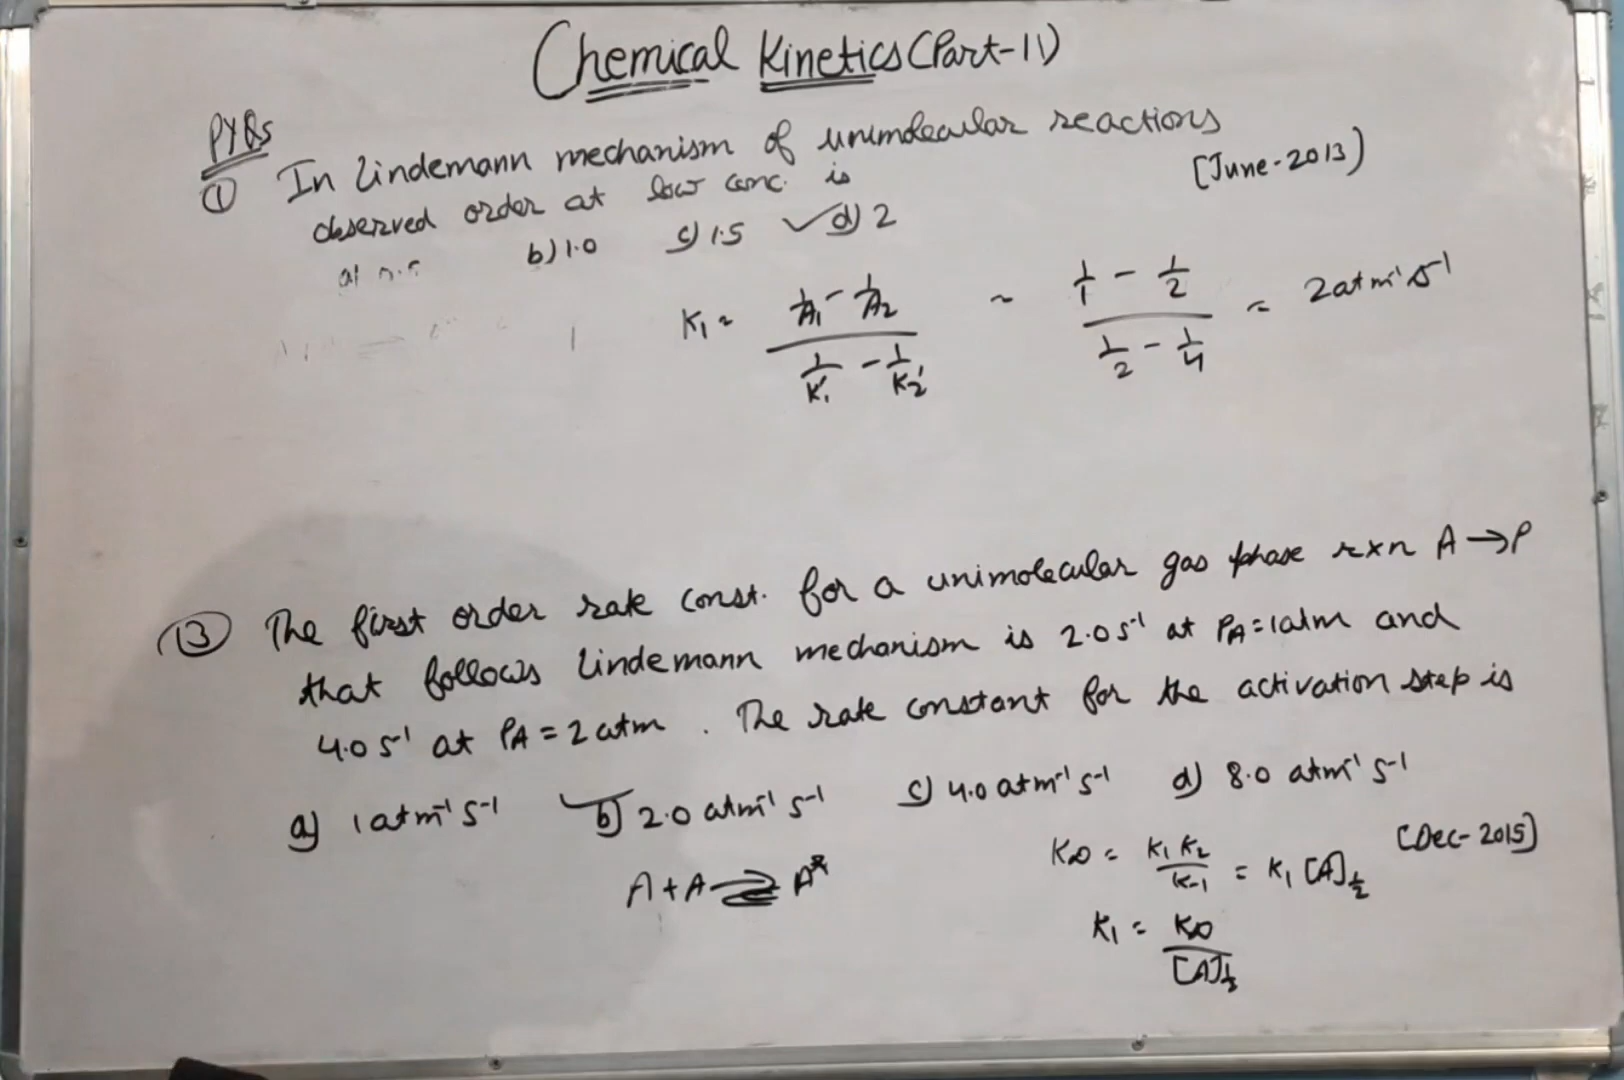 Chemical Kinetics (Part-11)
PYQs
① In Lindemann mechanism of unimolecular reactions
observed order at low conc. is [June-2013)
b) 1.0 c) 1.5 ✓d) 2
K₁ = (1/A₁ - 1/A₂) / (1/K₁' - 1/K₂') = (1/1 - 1/2) / (1/2 - 1/4) = 2 atm⁻¹ s⁻¹
⑬ The first order rate const. for a unimolecular gas phase rxn A → P
that follows Lindemann mechanism is 2.0 s⁻¹ at PA = 1 atm and
4.0 s⁻¹ at PA = 2 atm. The rate constant for the activation step is
a) 1 atm⁻¹ s⁻¹ ✓b) 2.0 atm⁻¹ s⁻¹ c) 4.0 atm⁻¹ s⁻¹ d) 8.0 atm⁻¹ s⁻¹
[Dec-2015]
A + A ⇌ A*
K∞ = K₁K₂/K₋₁ = K₁[A]½
K₁ = K∞/[A]½